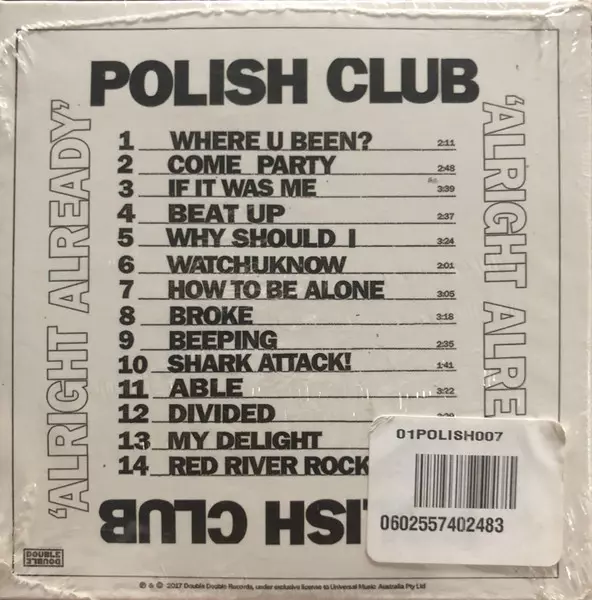 POLISH CLUB
'ALRIGHT ALREADY'
'ALRIGHT ALRE
1 WHERE U BEEN? 2:11
2 COME PARTY 2:48
3 IF IT WAS ME 3:39
4 BEAT UP 2:37
5 WHY SHOULD I 3:24
6 WATCHUKNOW 2:01
7 HOW TO BE ALONE 3:05
8 BROKE 3:18
9 BEEPING 2:35
10 SHARK ATTACK! 1:41
11 ABLE 3:22
12 DIVIDED
13 MY DELIGHT
14 RED RIVER ROCK
01POLISH007
0602557402483
POLISH CLUB
DOUBLE
DOUBLE
℗ & © 2017 Double Double Records, under exclusive license to Universal Music Australia Pty Ltd